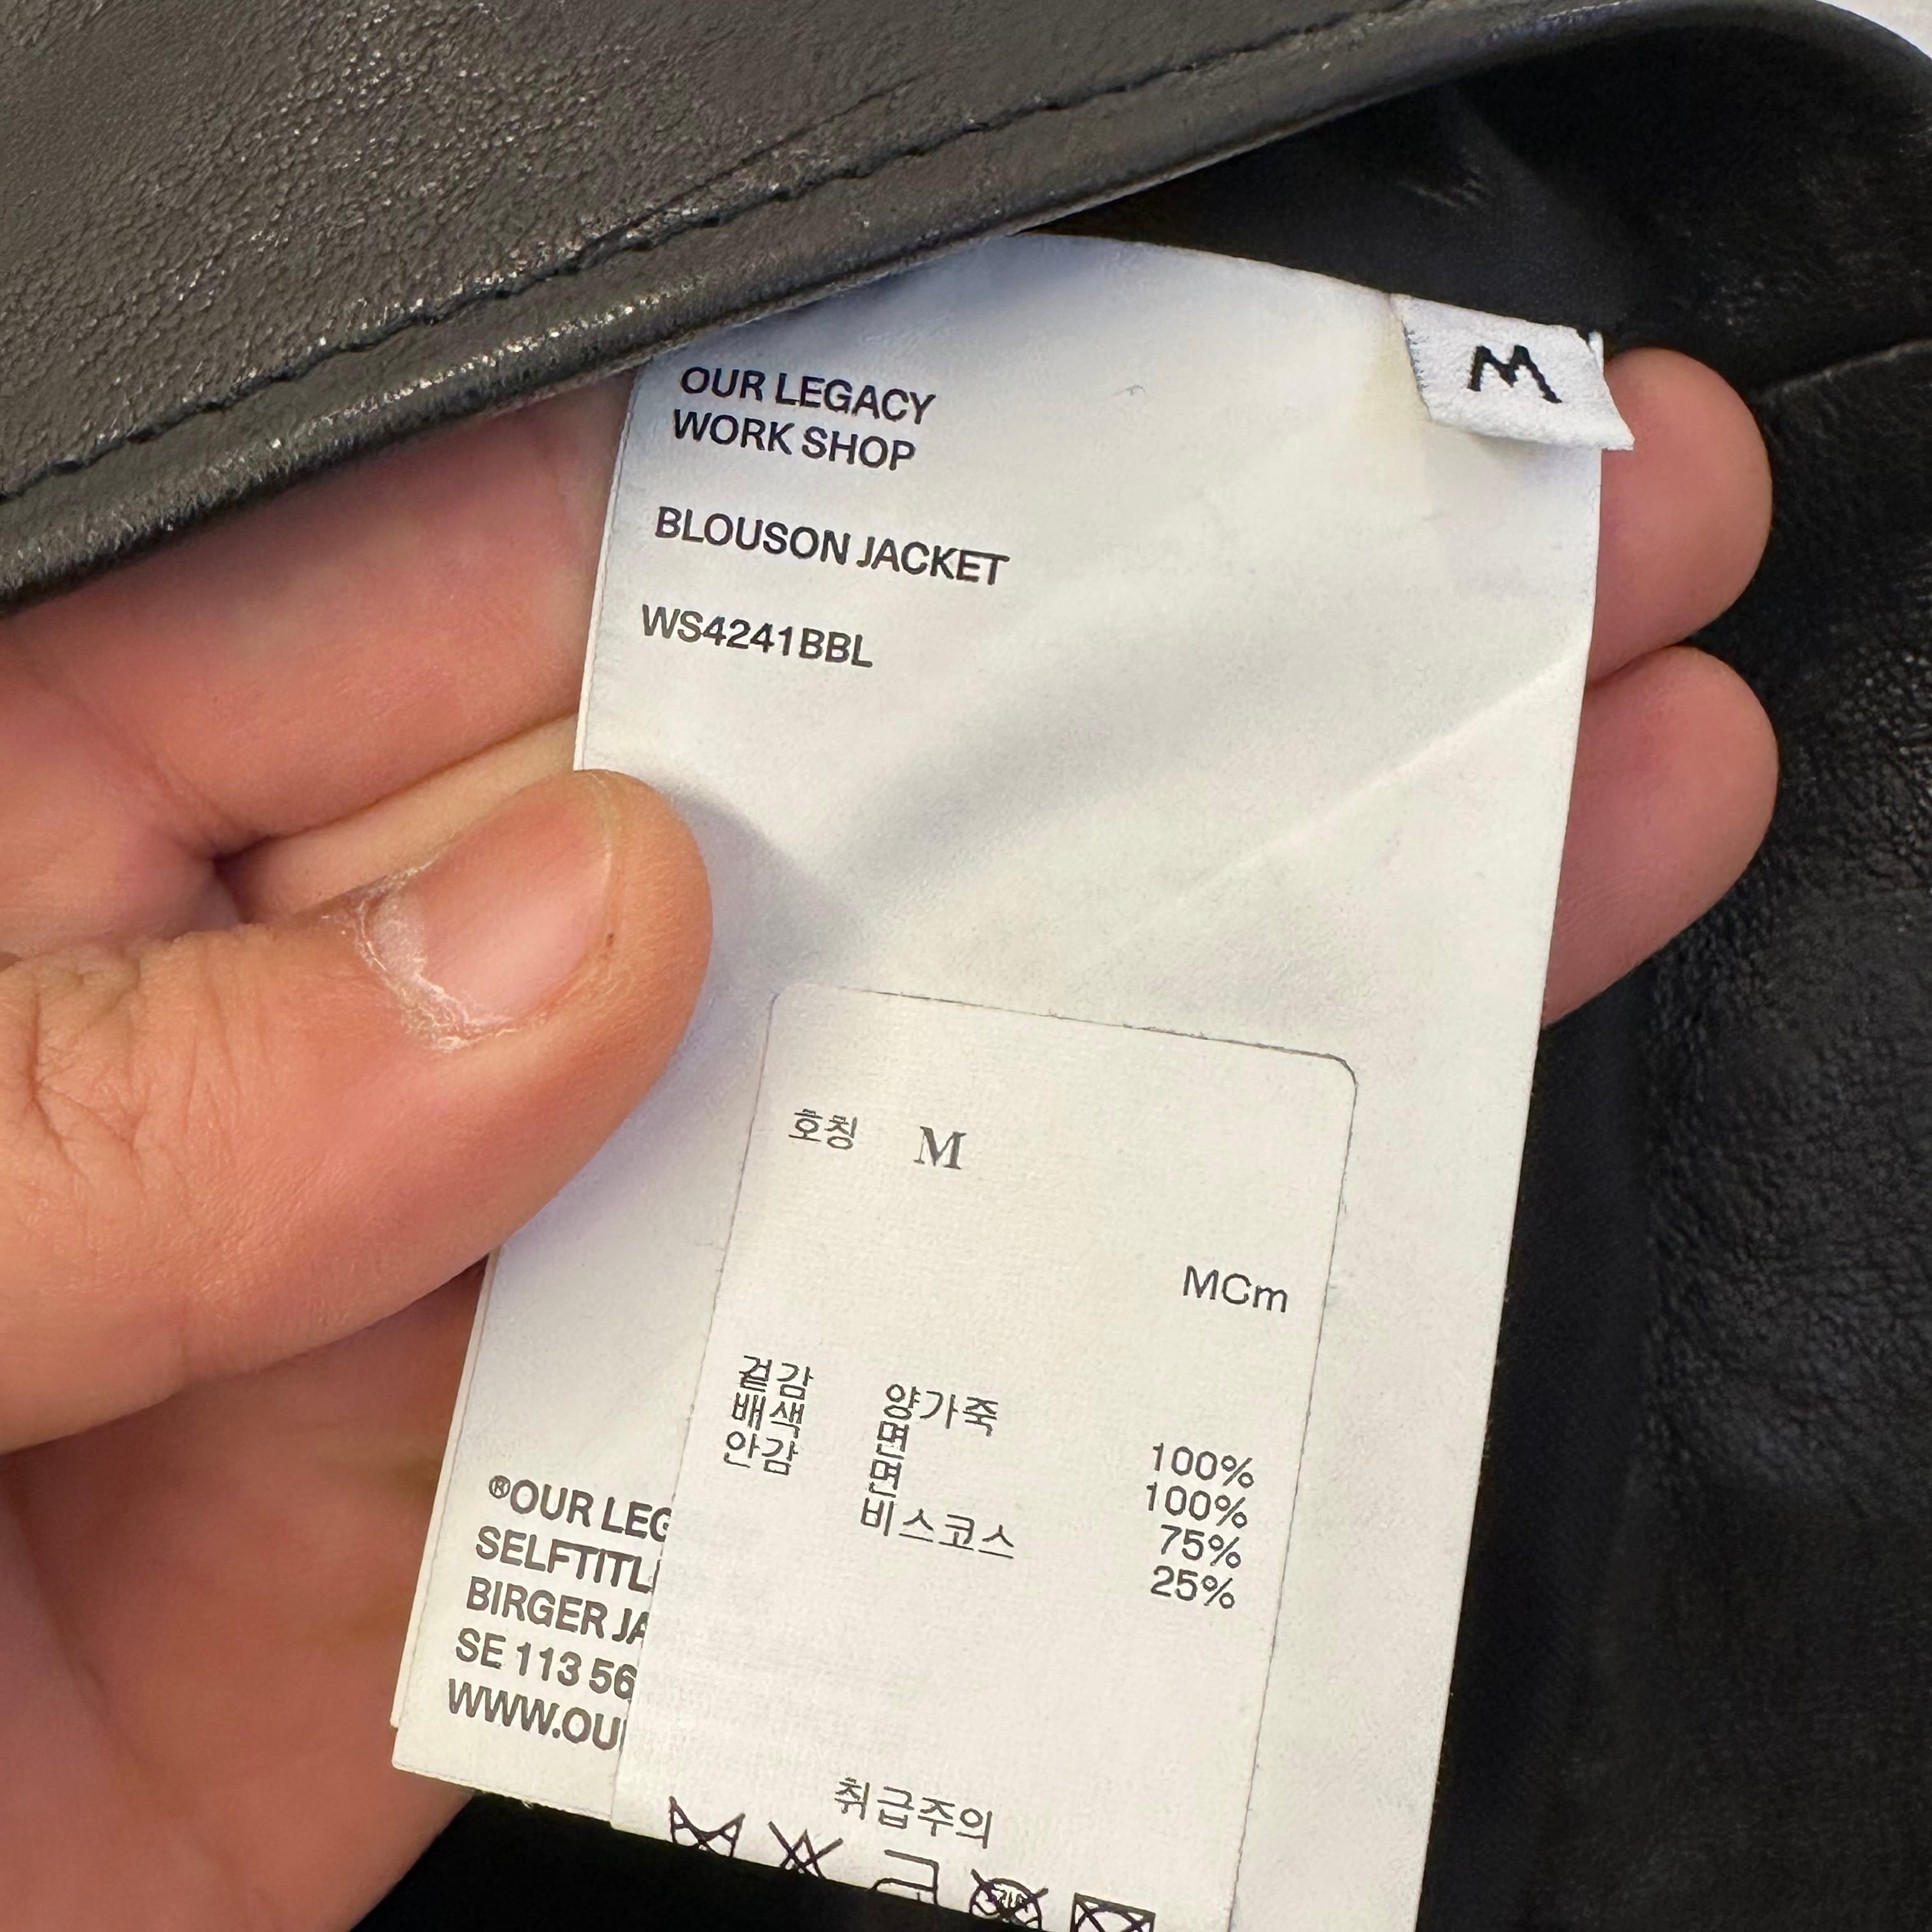 M
OUR LEGACY
WORK SHOP
BLOUSON JACKET
WS4241BBL
호칭 M
MCm
겉감 양가죽 100%
배색 면 100%
안감 면 75%
비스코스 25%
®OUR LEG
SELFTITL
BIRGER JA
SE 113 56
WWW.OU
취급주의